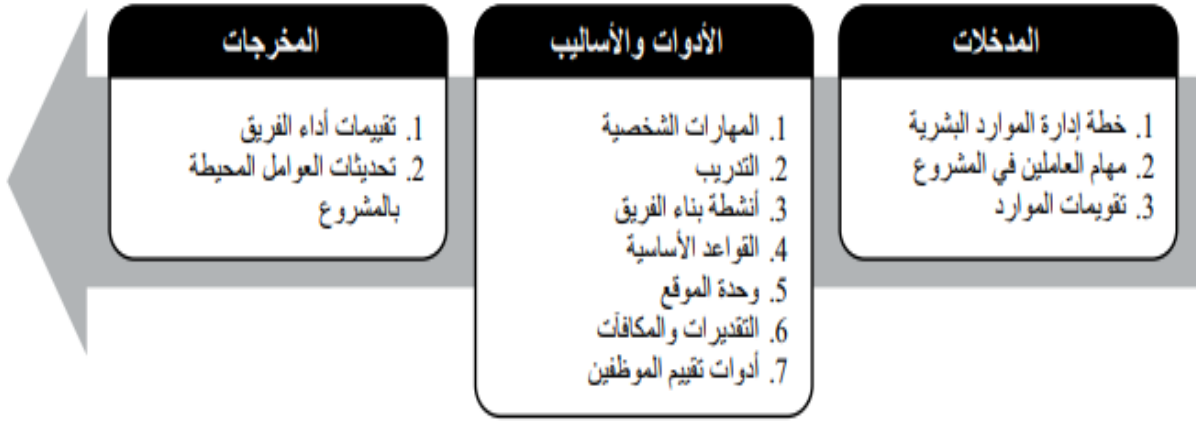 المدخلات
1. خطة إدارة الموارد البشرية
2. مهام العاملين في المشروع
3. تقويمات الموارد
الأدوات والأساليب
1. المهارات الشخصية
2. التدريب
3. أنشطة بناء الفريق
4. القواعد الأساسية
5. وحدة الموقع
6. التقديرات والمكافآت
7. أدوات تقييم الموظفين
المخرجات
1. تقييمات أداء الفريق
2. تحديثات العوامل المحيطة
بالمشروع